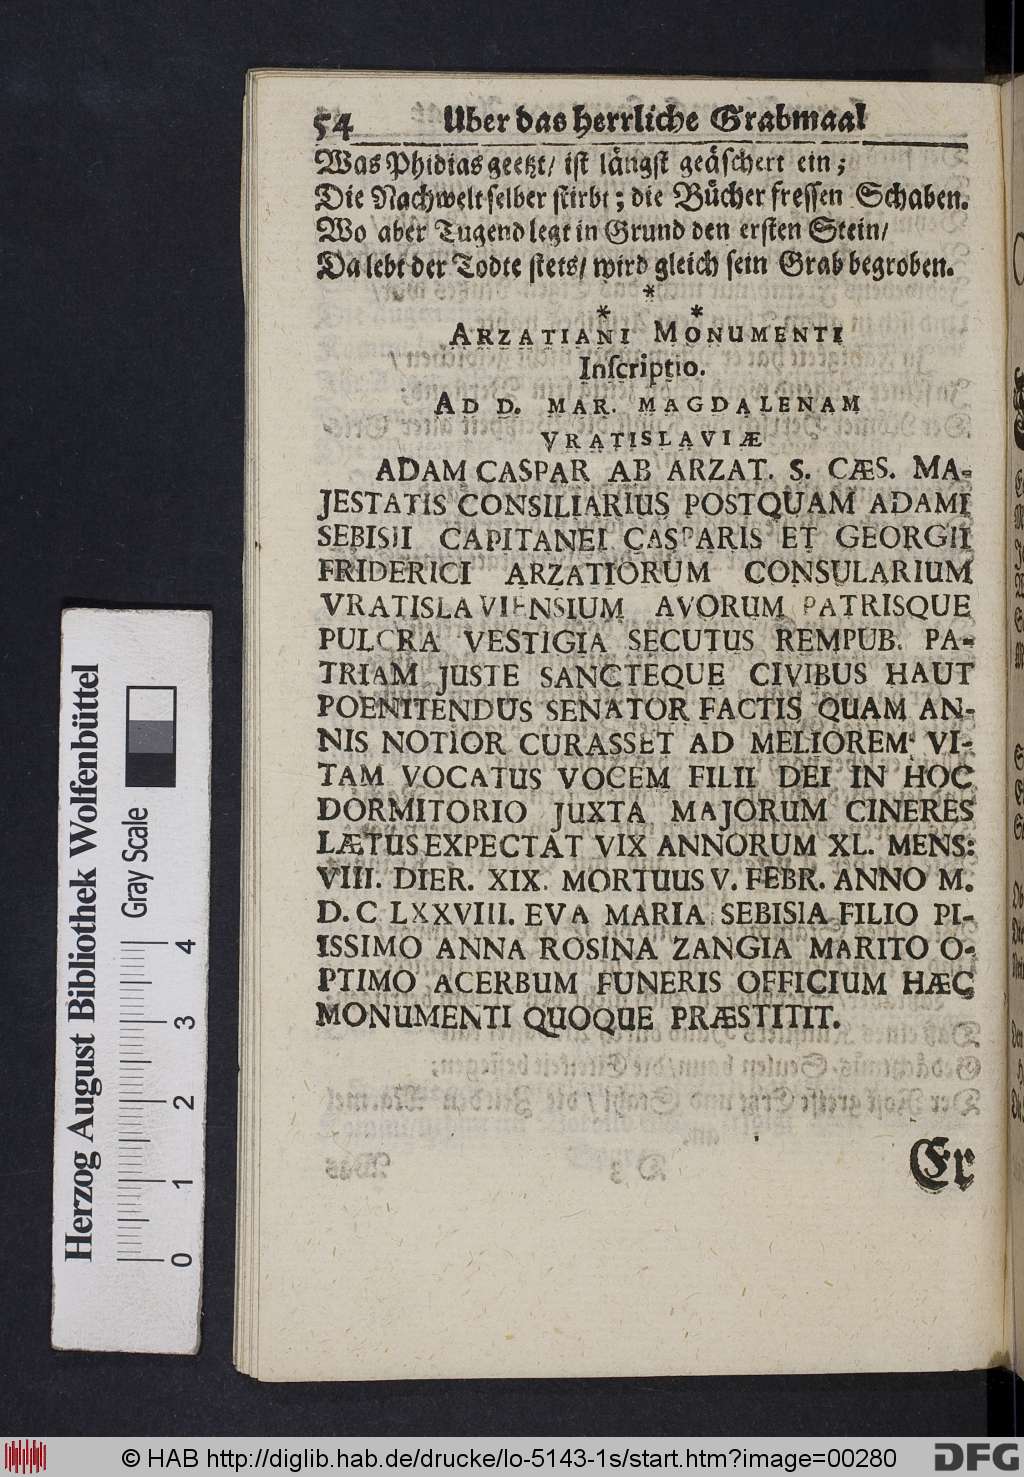 54 Uber das herrliche Grabmaal
Was Phidias geetzt/ ist längst geäschert ein;
Die Nachwelt selber stirbt; die Bücher fressen Schaben.
Wo aber Tugend legt in Grund den ersten Stein/
Da lebt der Todte stets/ wird gleich sein Grab begroben.
*
* *
ARZATIANI MONUMENTI
Inscriptio.
AD D. MAR. MAGDALENAM
VRATISLAVIÆ
ADAM CASPAR AB ARZAT. S. CÆS. MA-
JESTATIS CONSILIARIUS POSTQUAM ADAMI
SEBISII CAPITANEI CASPARIS ET GEORGII
FRIDERICI ARZATIORUM CONSULARIUM
VRATISLAVIENSIUM AVORUM PATRISQUE
PULCRA VESTIGIA SECUTUS REMPUB. PA-
TRIAM JUSTE SANCTEQUE CIVIBUS HAUT
POENITENDUS SENATOR FACTIS QUAM AN-
NIS NOTIOR CURASSET AD MELIOREM VI-
TAM VOCATUS VOCEM FILII DEI IN HOC
DORMITORIO JUXTA MAJORUM CINERES
LÆTUS EXPECTAT VIX ANNORUM XL. MENS:
VIII. DIER. XIX. MORTUUS V. FEBR. ANNO M.
D.C LXXVIII. EVA MARIA SEBISIA FILIO PI-
ISSIMO ANNA ROSINA ZANGIA MARITO O-
PTIMO ACERBUM FUNERIS OFFICIUM HÆC
MONUMENTI QUOQUE PRÆSTITIT.
Er
Herzog August Bibliothek Wolfenbüttel
Gray Scale
0 1 2 3 4
© HAB http://diglib.hab.de/drucke/lo-5143-1s/start.htm?image=00280
DFG